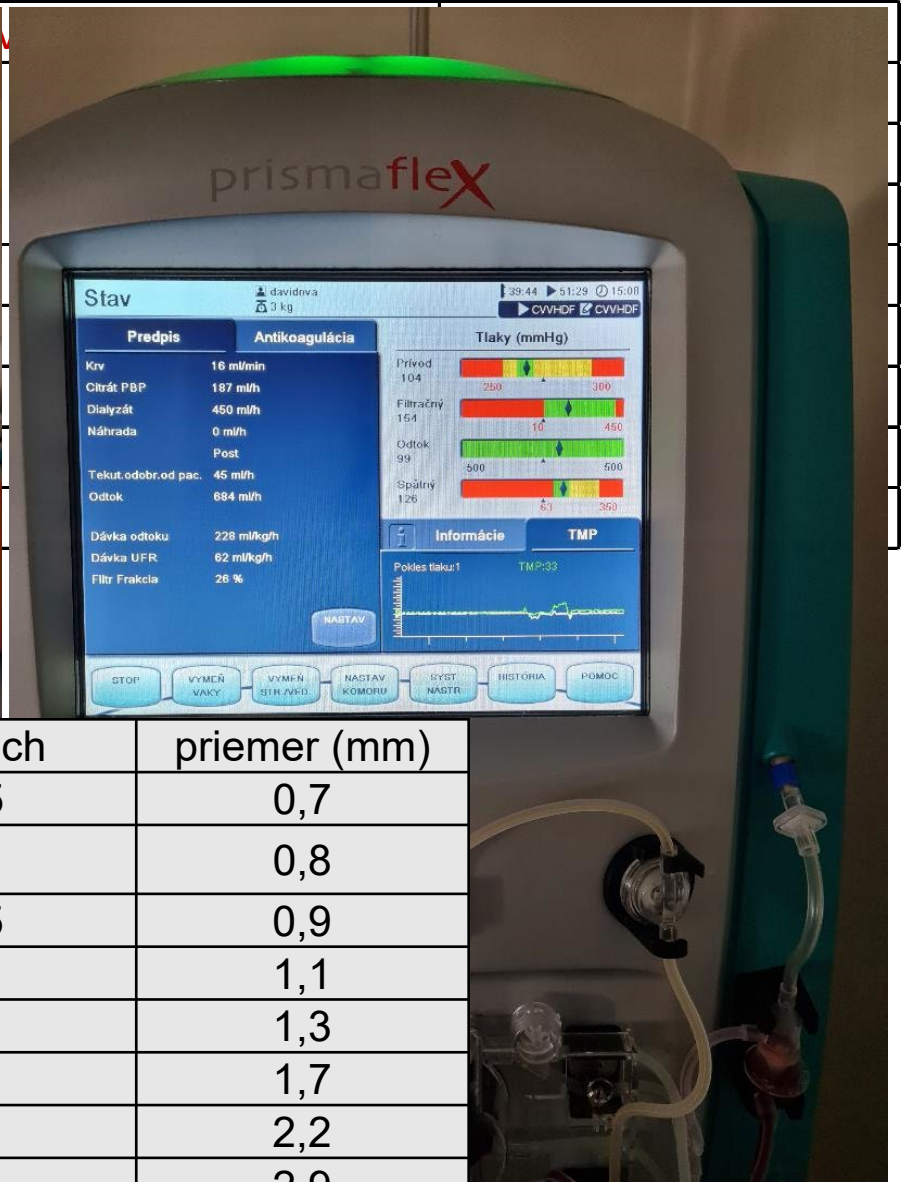 prismaflex
Stav
davidnva
3 kg
39:44 51:29 15:08
CVVHDF CVVHDF
Predpis Antikoagulácia
Krv 16 ml/min
Citrát PBP 187 ml/h
Dialyzát 450 ml/h
Náhrada 0 ml/h
Post
Tekut.odobr.od pac. 45 ml/h
Odtok 684 ml/h
Dávka odtoku 228 ml/kg/h
Dávka UFR 62 ml/kg/h
Filtr Frakcia 26 %
NASTAV
Tlaky (mmHg)
Prívod
104
250 300
Filtračný
154
10 450
Odtok
99
500 500
Spätný
126
63 350
i Informácie TMP
Pokles tlaku:1 TMP:33
STOP
VYMEŇ VAKY
VYMEŇ STR./VED.
NASTAV KOMORU
SYST NÁSTR.
HISTÓRIA
POMOC
ch priemer (mm)
5 0,7
0,8
5 0,9
1,1
1,3
1,7
2,2